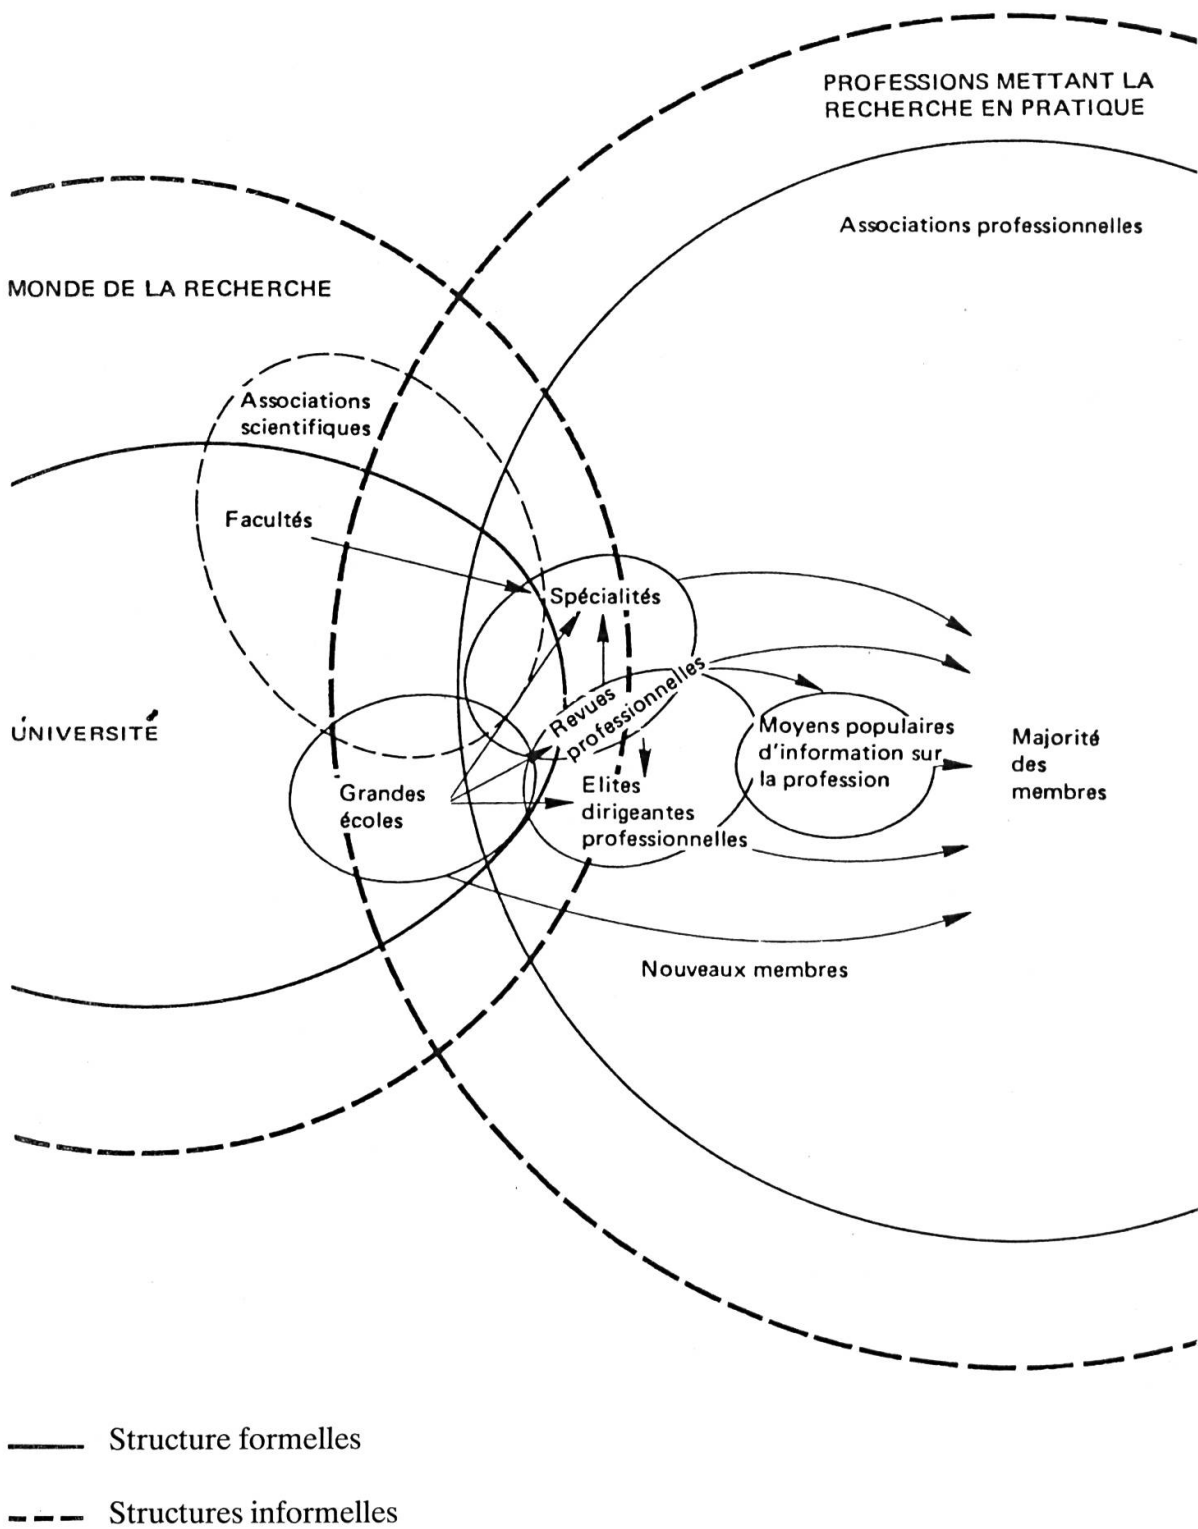 PROFESSIONS METTANT LA
RECHERCHE EN PRATIQUE
Associations professionnelles
MONDE DE LA RECHERCHE
Associations
scientifiques
Facultés
Spécialités
Revues
professionnelles
UNIVERSITÉ
Moyens populaires
d'information sur
la profession
Majorité
des
membres
Grandes
écoles
Elites
dirigeantes
professionnelles
Nouveaux membres
Structure formelles
Structures informelles